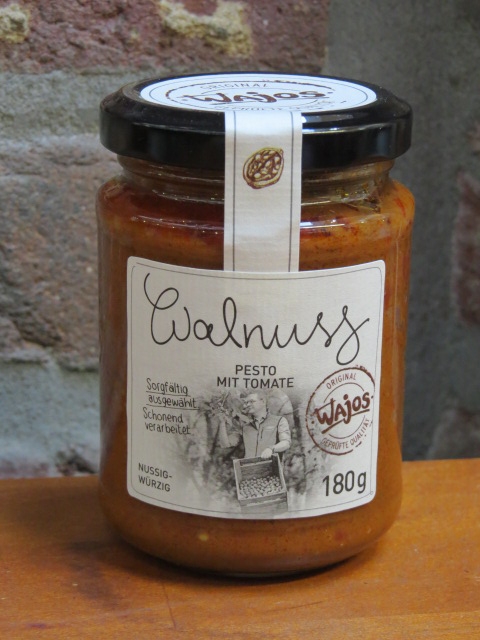 ORIGINAL
Wajos
Walnuss
PESTO
MIT TOMATE
Sorgfältig
ausgewählt.
Schonend
verarbeitet
ORIGINAL
Wajos
GEPRÜFTE QUALITÄT
NUSSIG-
WÜRZIG
180g